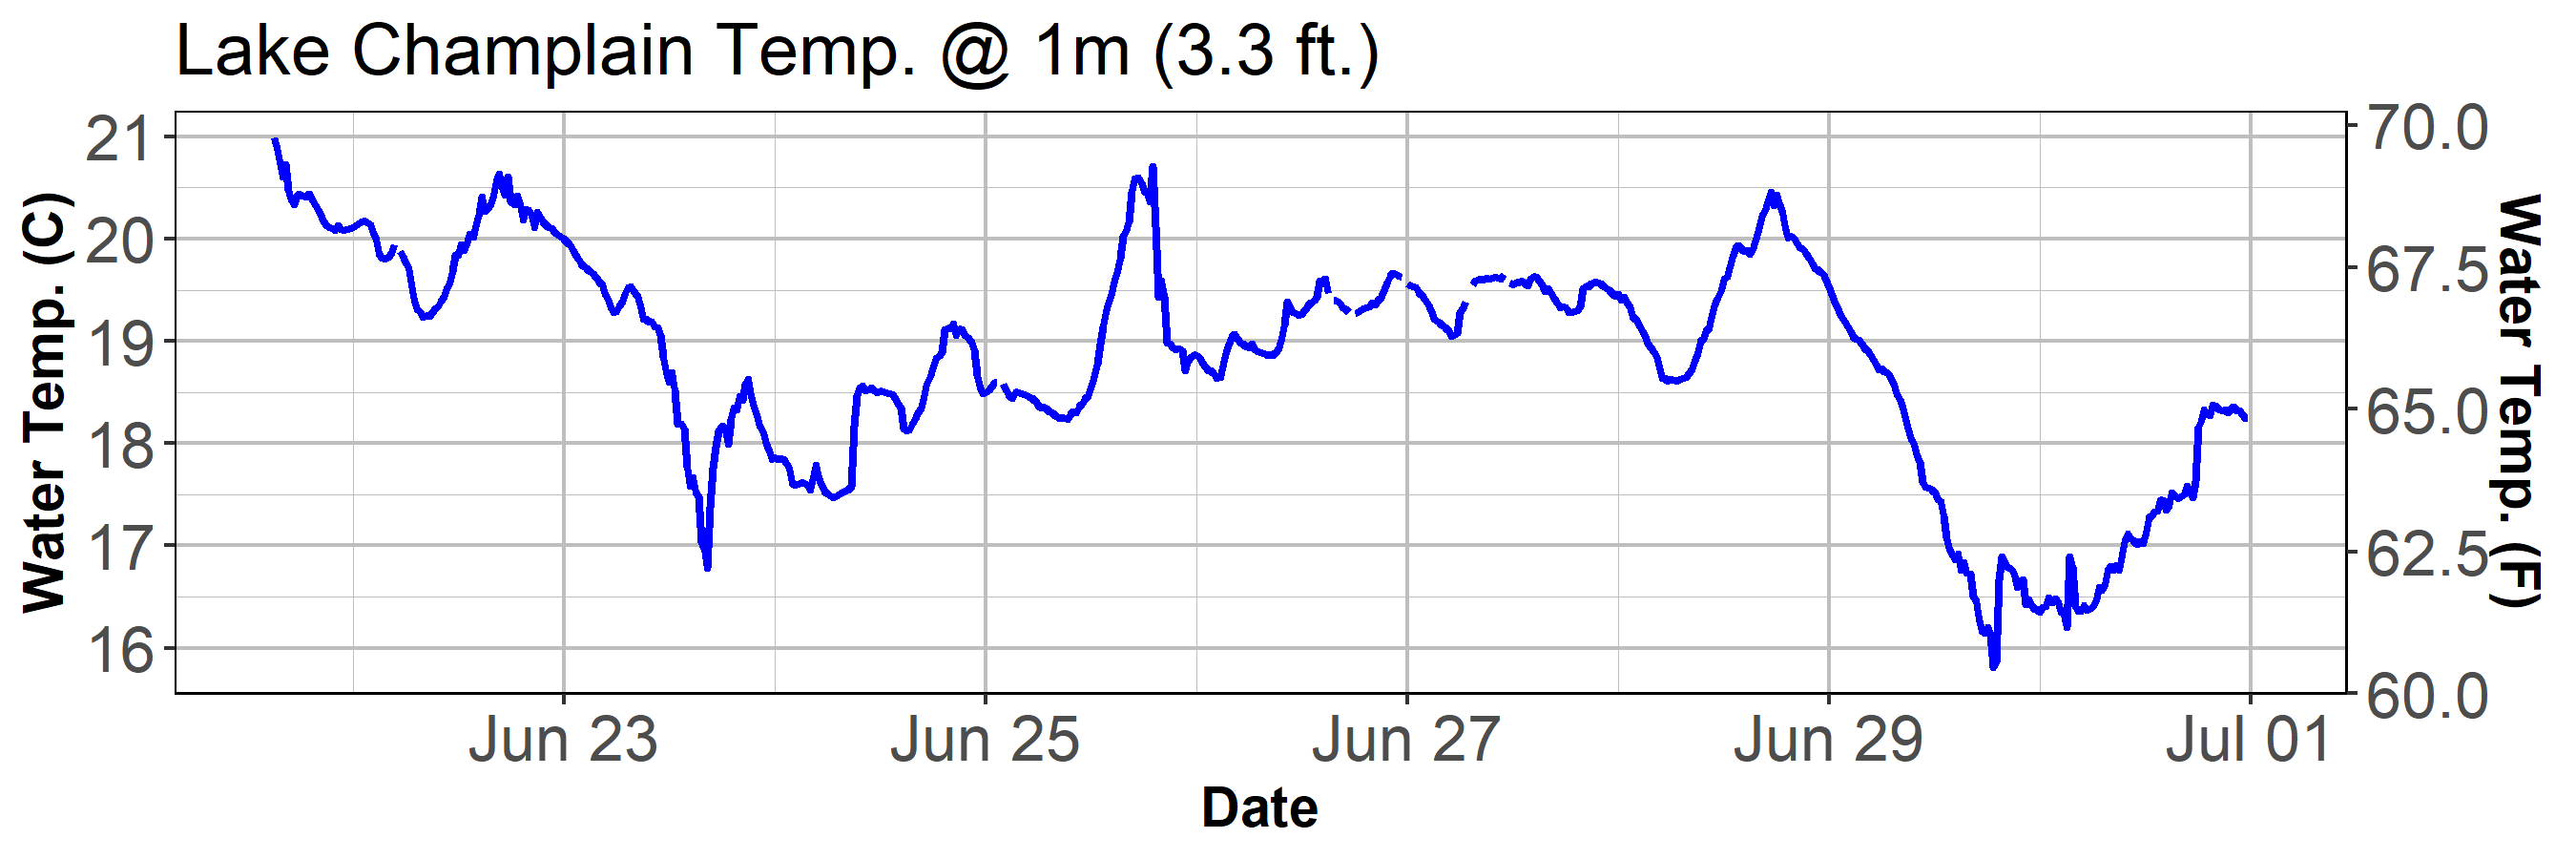 Lake Champlain Temp. @ 1m (3.3 ft.)
Water Temp. (C)
21
20
19
18
17
16
70.0
67.5
65.0
62.5
60.0
Water Temp. (F)
Jun 23 Jun 25 Jun 27 Jun 29 Jul 01
Date